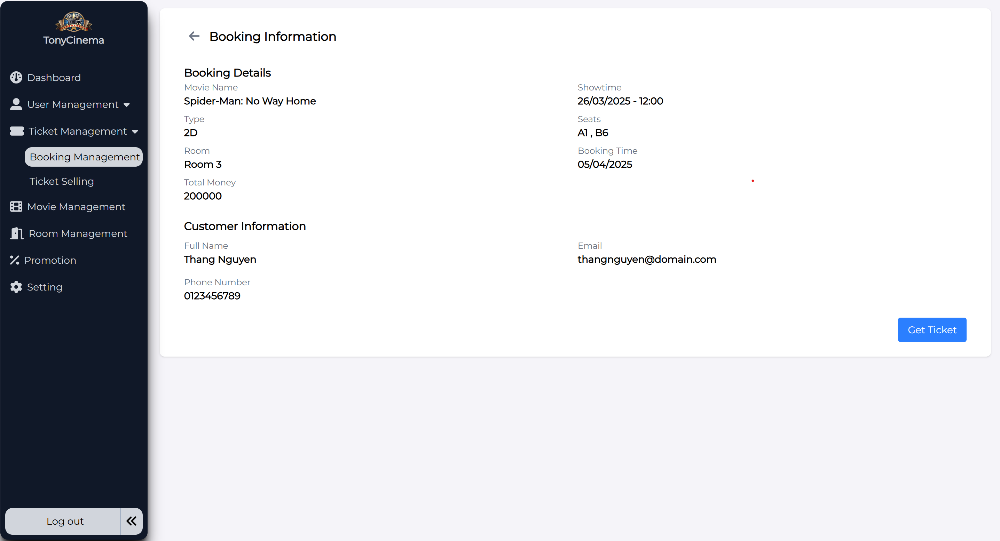 TonyCinema
Dashboard
User Management
Ticket Management
Booking Management
Ticket Selling
Movie Management
Room Management
Promotion
Setting
Log out
Booking Information
Booking Details
Movie Name
Spider-Man: No Way Home
Showtime
26/03/2025 - 12:00
Type
2D
Seats
A1 , B6
Room
Room 3
Booking Time
05/04/2025
Total Money
200000
Customer Information
Full Name
Thang Nguyen
Email
thangnguyen@domain.com
Phone Number
0123456789
Get Ticket